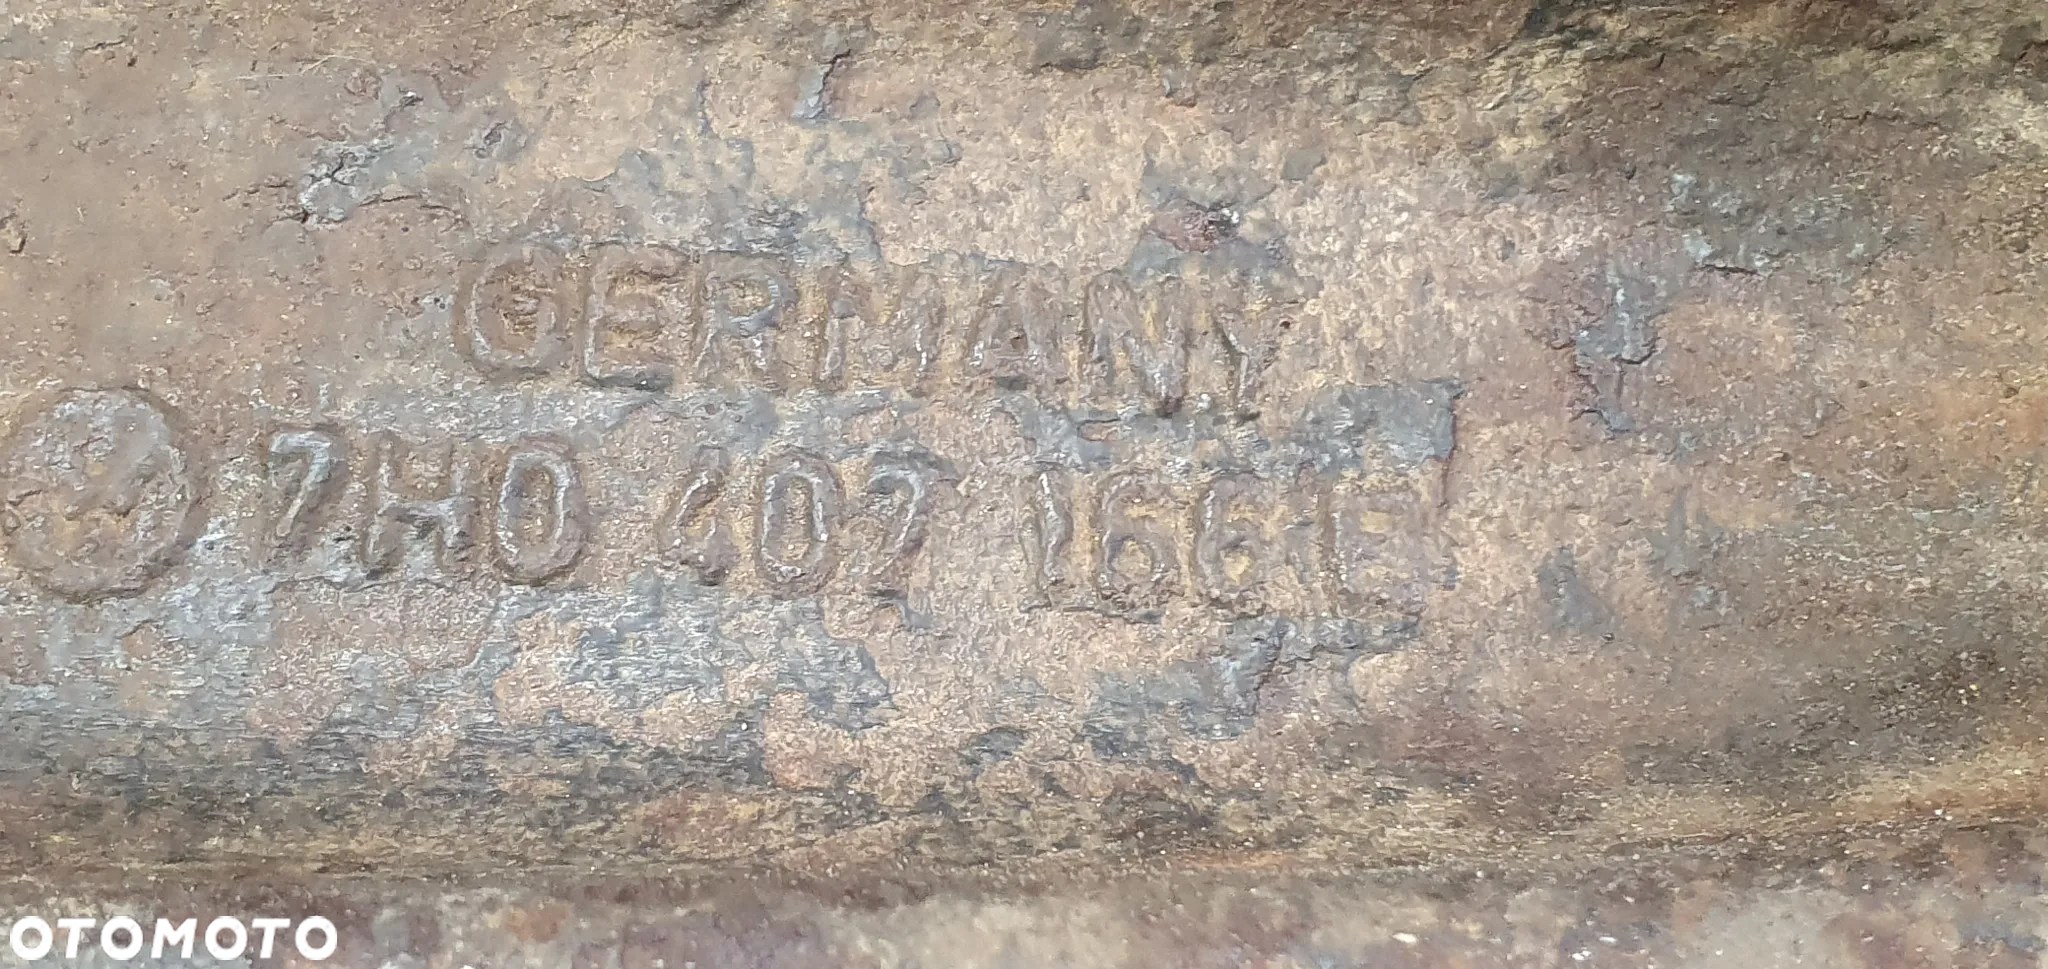 GERMANY
7H0 407 166 E
OTOMOTO